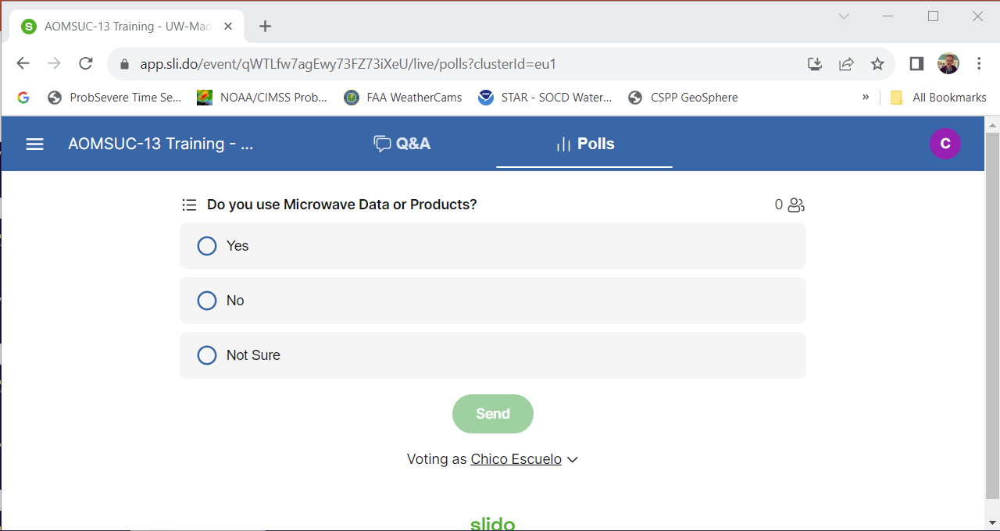 S AOMSUC-13 Training - UW-Mad
app.sli.do/event/qWTLfw7agEwy73FZ73iXeU/live/polls?clusterId=eu1
G ProbSevere Time Se... NOAA/CIMSS Prob... FAA WeatherCams STAR - SOCD Water... CSPP GeoSphere » All Bookmarks
AOMSUC-13 Training - ... Q&A Polls C
Do you use Microwave Data or Products? 0
Yes
No
Not Sure
Send
Voting as Chico Escuelo
slido